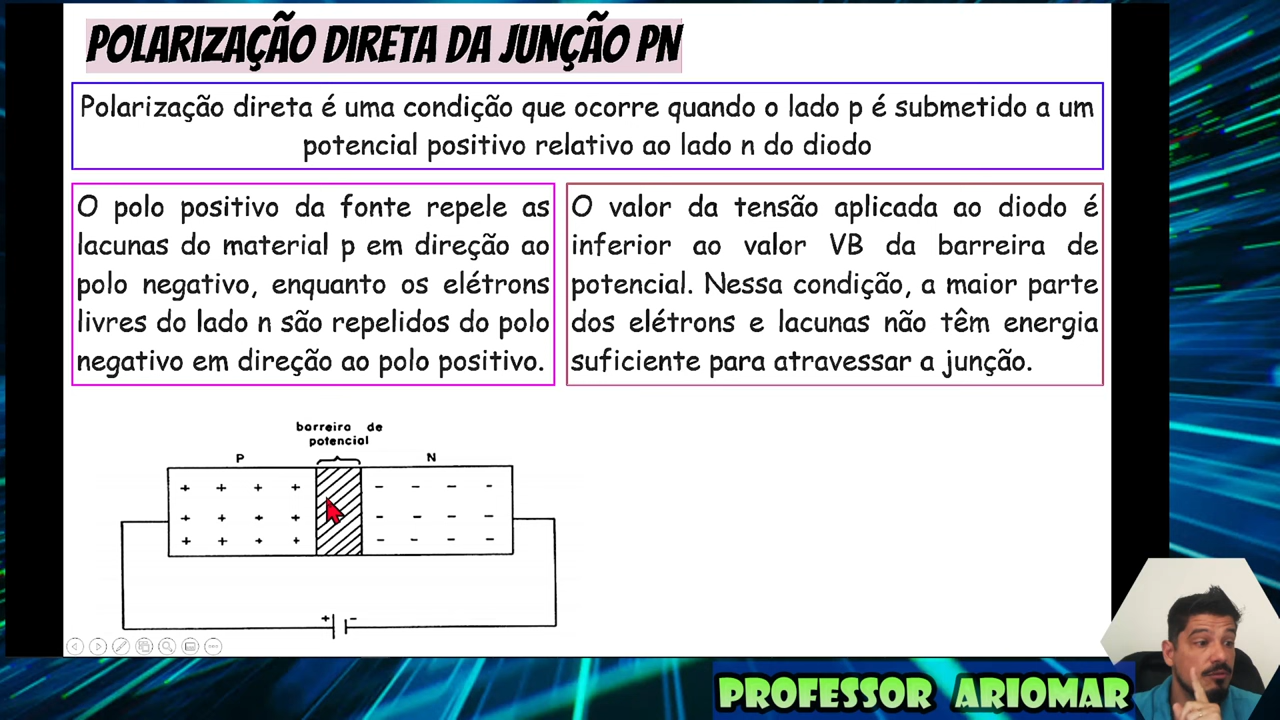 POLARIZAÇÃO DIRETA DA JUNÇÃO PN
Polarização direta é uma condição que ocorre quando o lado p é submetido a um
potencial positivo relativo ao lado n do diodo
O polo positivo da fonte repele as
lacunas do material p em direção ao
polo negativo, enquanto os elétrons
livres do lado n são repelidos do polo
negativo em direção ao polo positivo.
O valor da tensão aplicada ao diodo é
inferior ao valor VB da barreira de
potencial. Nessa condição, a maior parte
dos elétrons e lacunas não têm energia
suficiente para atravessar a junção.
barreira de
potencial
P
N
+ + + + - - - -
+ + + + - - - -
+ + + + - - - -
+ -
PROFESSOR ARIOMAR